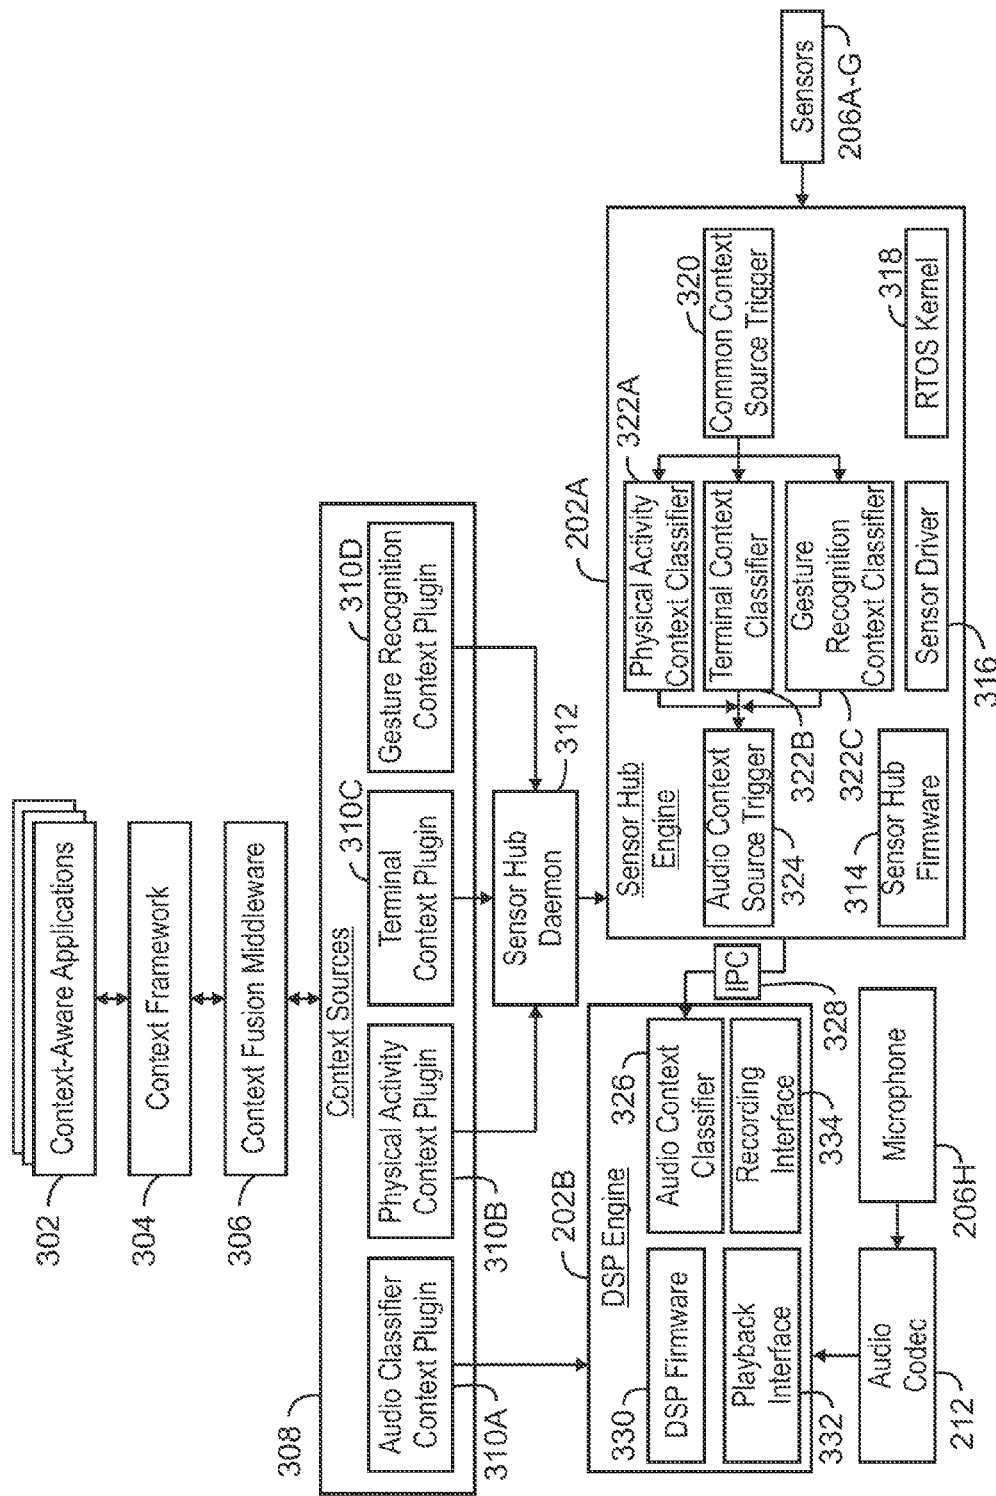 302
Context-Aware Applications
304
Context Framework
306
Context Fusion Middleware
308
Context Sources
Audio Classifier
Context Plugin
310A
Physical Activity
Context Plugin
310B
Terminal
Context Plugin
310C
Gesture Recognition
Context Plugin
310D
Sensor Hub
Daemon
312
202B
DSP Engine
330
DSP Firmware
326
Audio Context
Classifier
Playback
Interface
332
Recording
Interface
334
IPC
328
Audio
Codec
212
Microphone
206H
202A
Sensor Hub
Engine
Audio Context
Source Trigger
324
Physical Activity
Context Classifier
322A
Terminal Context
Classifier
322B
Gesture
Recognition
Context Classifier
322C
Common Context
Source Trigger
320
314
Sensor Hub
Firmware
Sensor Driver
316
RTOS Kernel
318
Sensors
206A-G